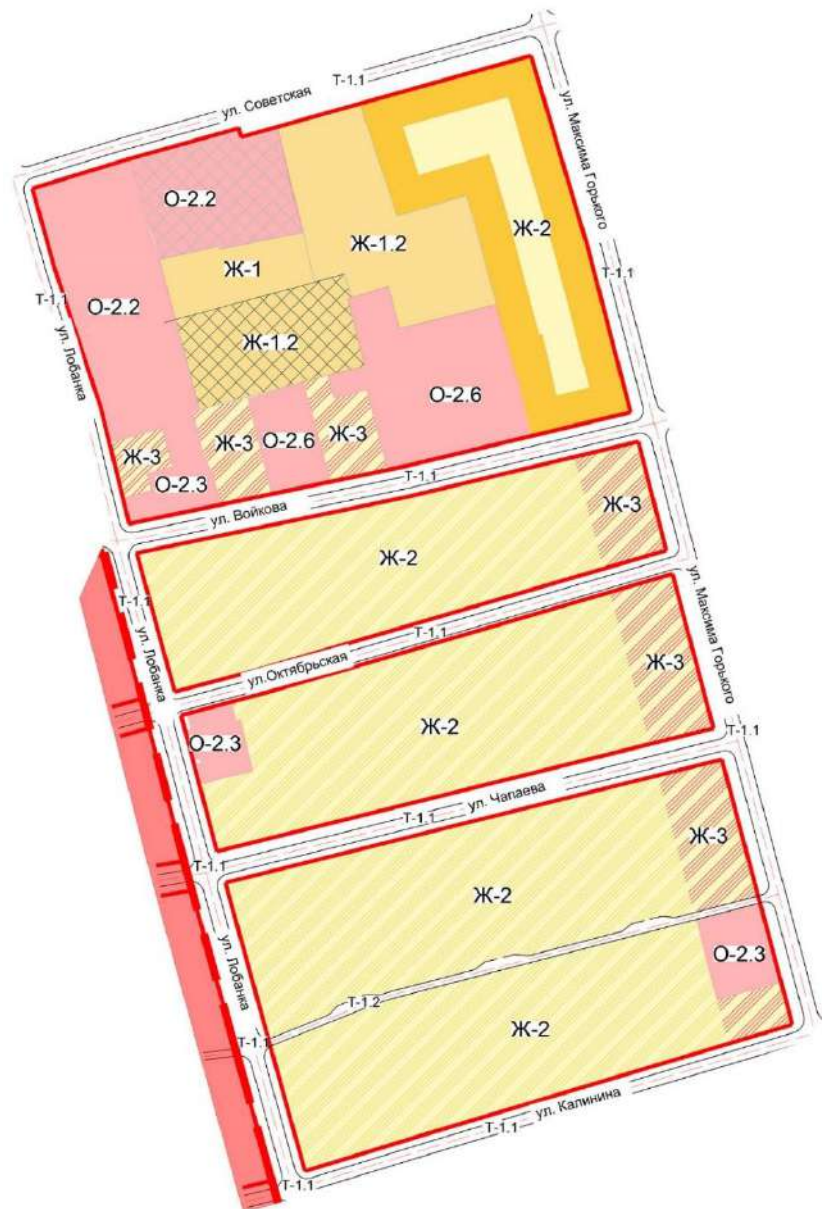 Т-1.1
ул. Советская
ул. Максима Горького
О-2.2
Ж-2
Ж-1.2
Ж-1
Т-1.1
О-2.2
Т-1.1
ул. Лобанка
Ж-1.2
О-2.6
Ж-3
Ж-3
О-2.6
Ж-3
О-2.3
Т-1.1
ул. Войкова
Ж-3
Ж-2
Т-1.1
ул. Лобанка
Т-1.1
ул. Максима Горького
ул.Октябрьская
Ж-3
О-2.3
Ж-2
Т-1.1
ул. Чапаева
Т-1.1
Т-1.1
Ж-3
Ж-2
ул. Лобанка
О-2.3
Т-1.2
Ж-2
Т-1.1
ул. Калинина
Т-1.1
Т-1.1